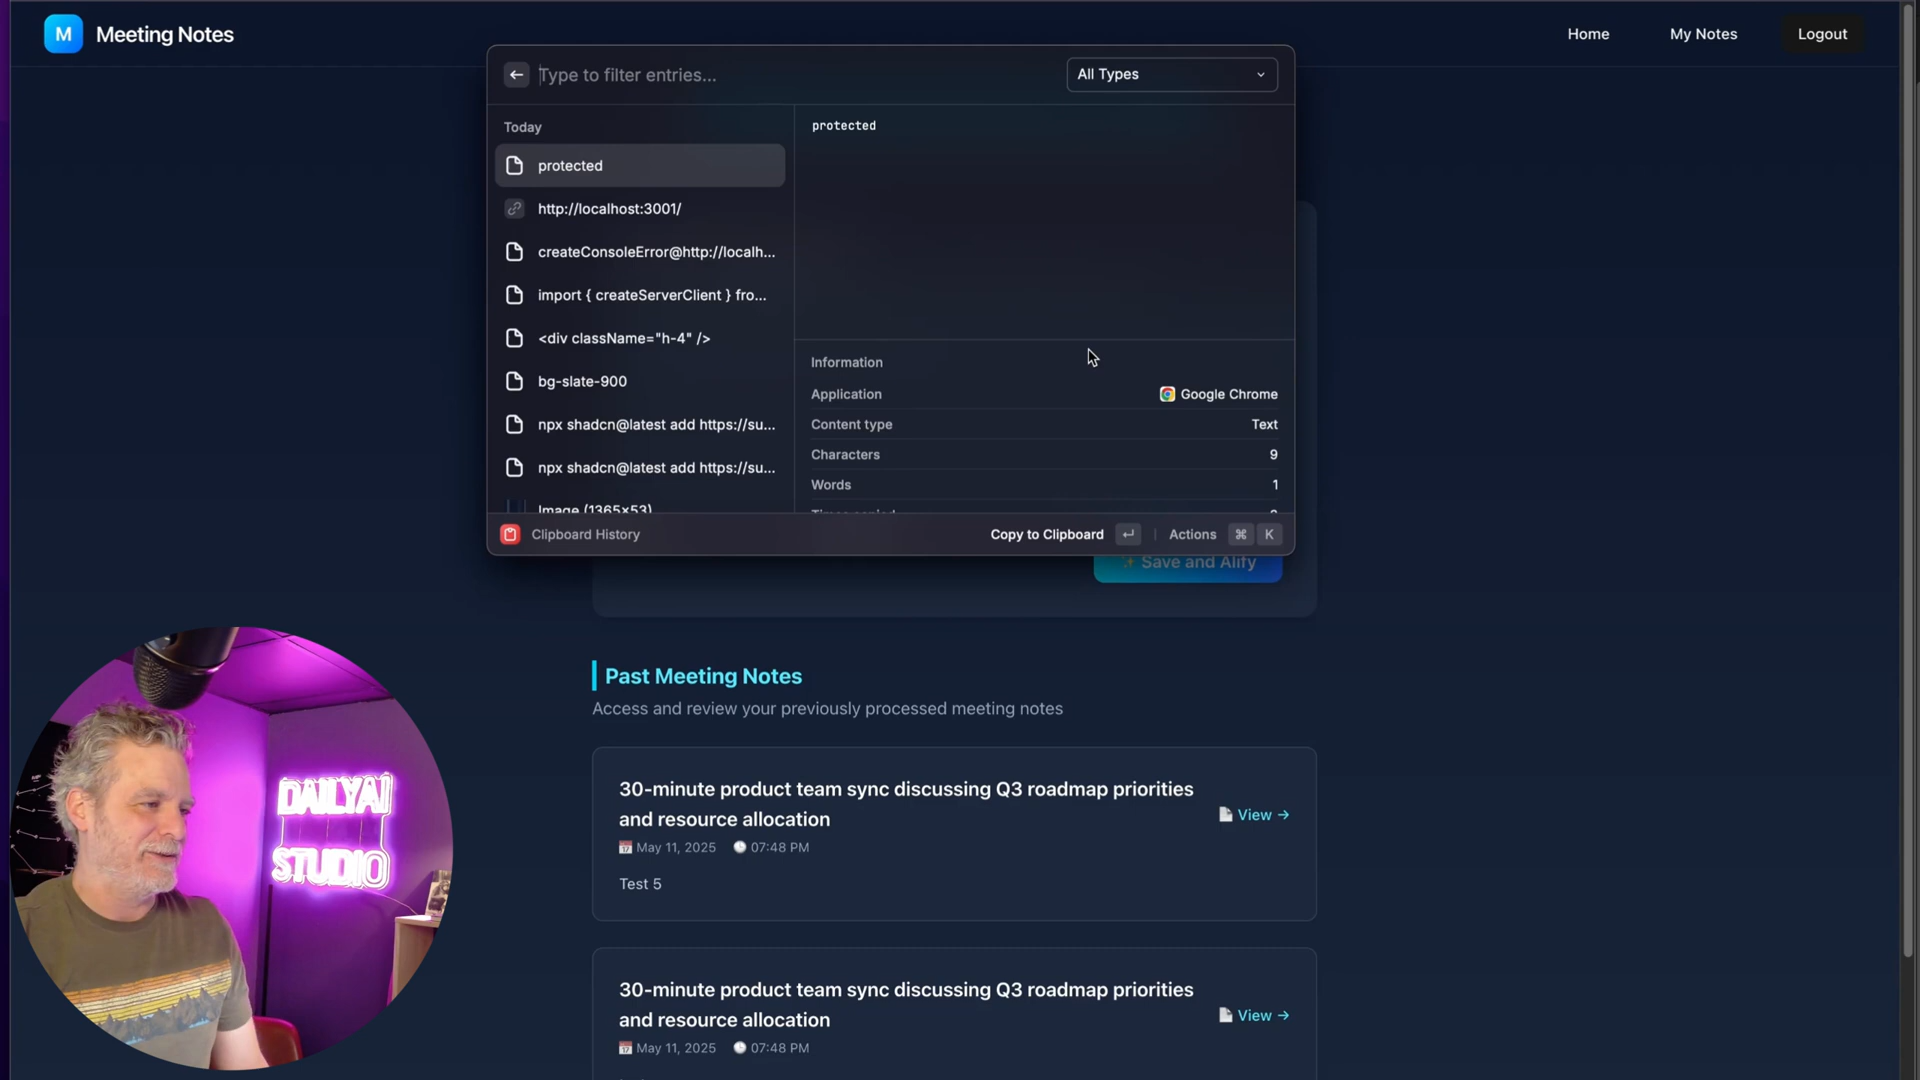 M Meeting Notes
Home
My Notes
Logout
Type to filter entries...
All Types
Today
protected
http://localhost:3001/
createConsoleError@http://localh...
import { createServerClient } fro...
<div className="h-4" />
bg-slate-900
npx shadcn@latest add https://su...
npx shadcn@latest add https://su...
Image (1365×53)
protected
Information
Application Google Chrome
Content type Text
Characters 9
Words 1
Clipboard History
Copy to Clipboard ↵ | Actions ⌘ K
Save and AIify
Past Meeting Notes
Access and review your previously processed meeting notes
30-minute product team sync discussing Q3 roadmap priorities
and resource allocation
View →
May 11, 2025 07:48 PM
Test 5
30-minute product team sync discussing Q3 roadmap priorities
and resource allocation
View →
May 11, 2025 07:48 PM
DAILYAI
STUDIO